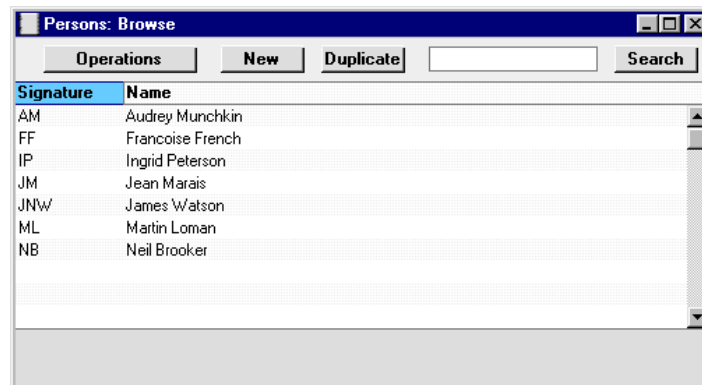 Persons: Browse
Operations New Duplicate Search
Signature Name
AM Audrey Munchkin
FF Francoise French
IP Ingrid Peterson
JM Jean Marais
JNW James Watson
ML Martin Loman
NB Neil Brooker